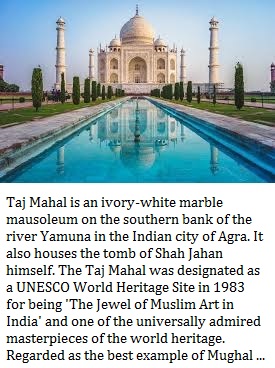 Taj Mahal is an ivory-white marble
mausoleum on the southern bank of the
river Yamuna in the Indian city of Agra. It
also houses the tomb of Shah Jahan
himself. The Taj Mahal was designated as
a UNESCO World Heritage Site in 1983
for being 'The Jewel of Muslim Art in
India' and one of the universally admired
masterpieces of the world heritage.
Regarded as the best example of Mughal ...